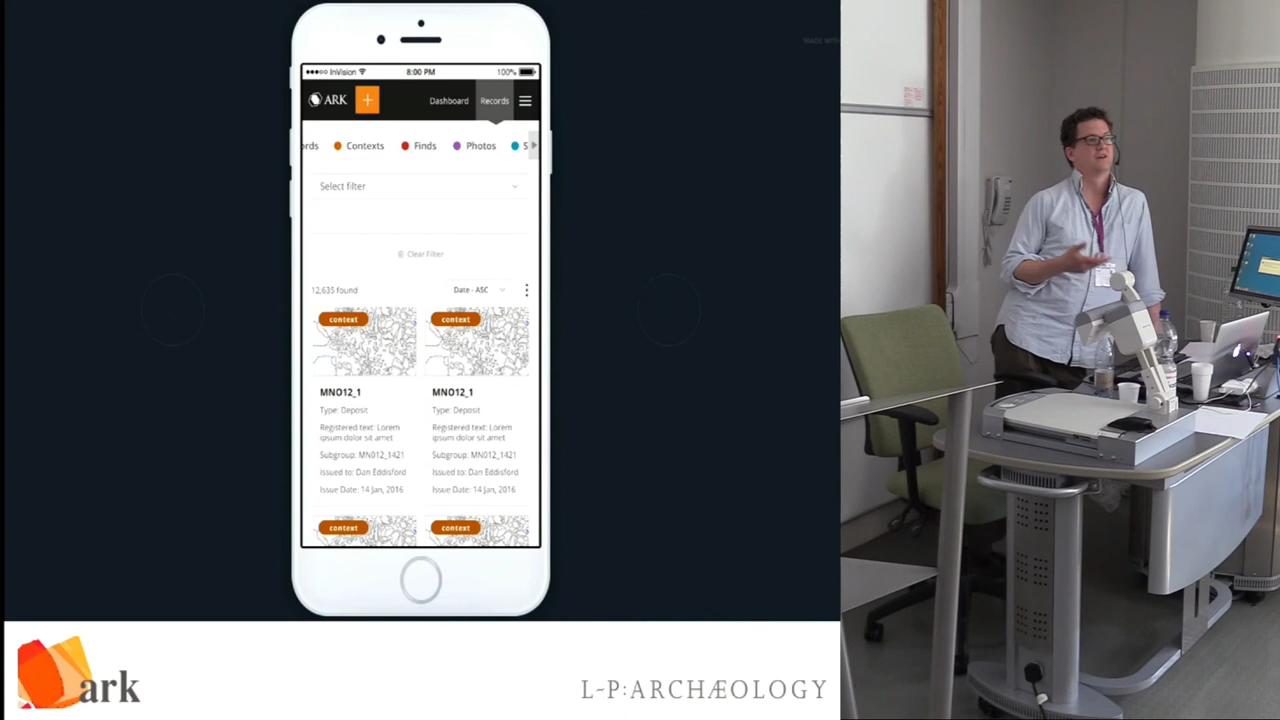 MADE WITH
InVision 8:00 PM 100%
ARK + Dashboard Records
rds Contexts Finds Photos S
Select filter
Clear Filter
12,635 found Date - ASC
context context
MNO12_1 MNO12_1
Type: Deposit Type: Deposit
Registered text: Lorem Registered text: Lorem
ipsum dolor sit amet ipsum dolor sit amet
Subgroup: MNO12_1421 Subgroup: MNO12_1421
Issued to: Dan Eddisford Issued to: Dan Eddisford
Issue Date: 14 Jan, 2016 Issue Date: 14 Jan, 2016
context context
ark L-P:ARCHÆOLOGY